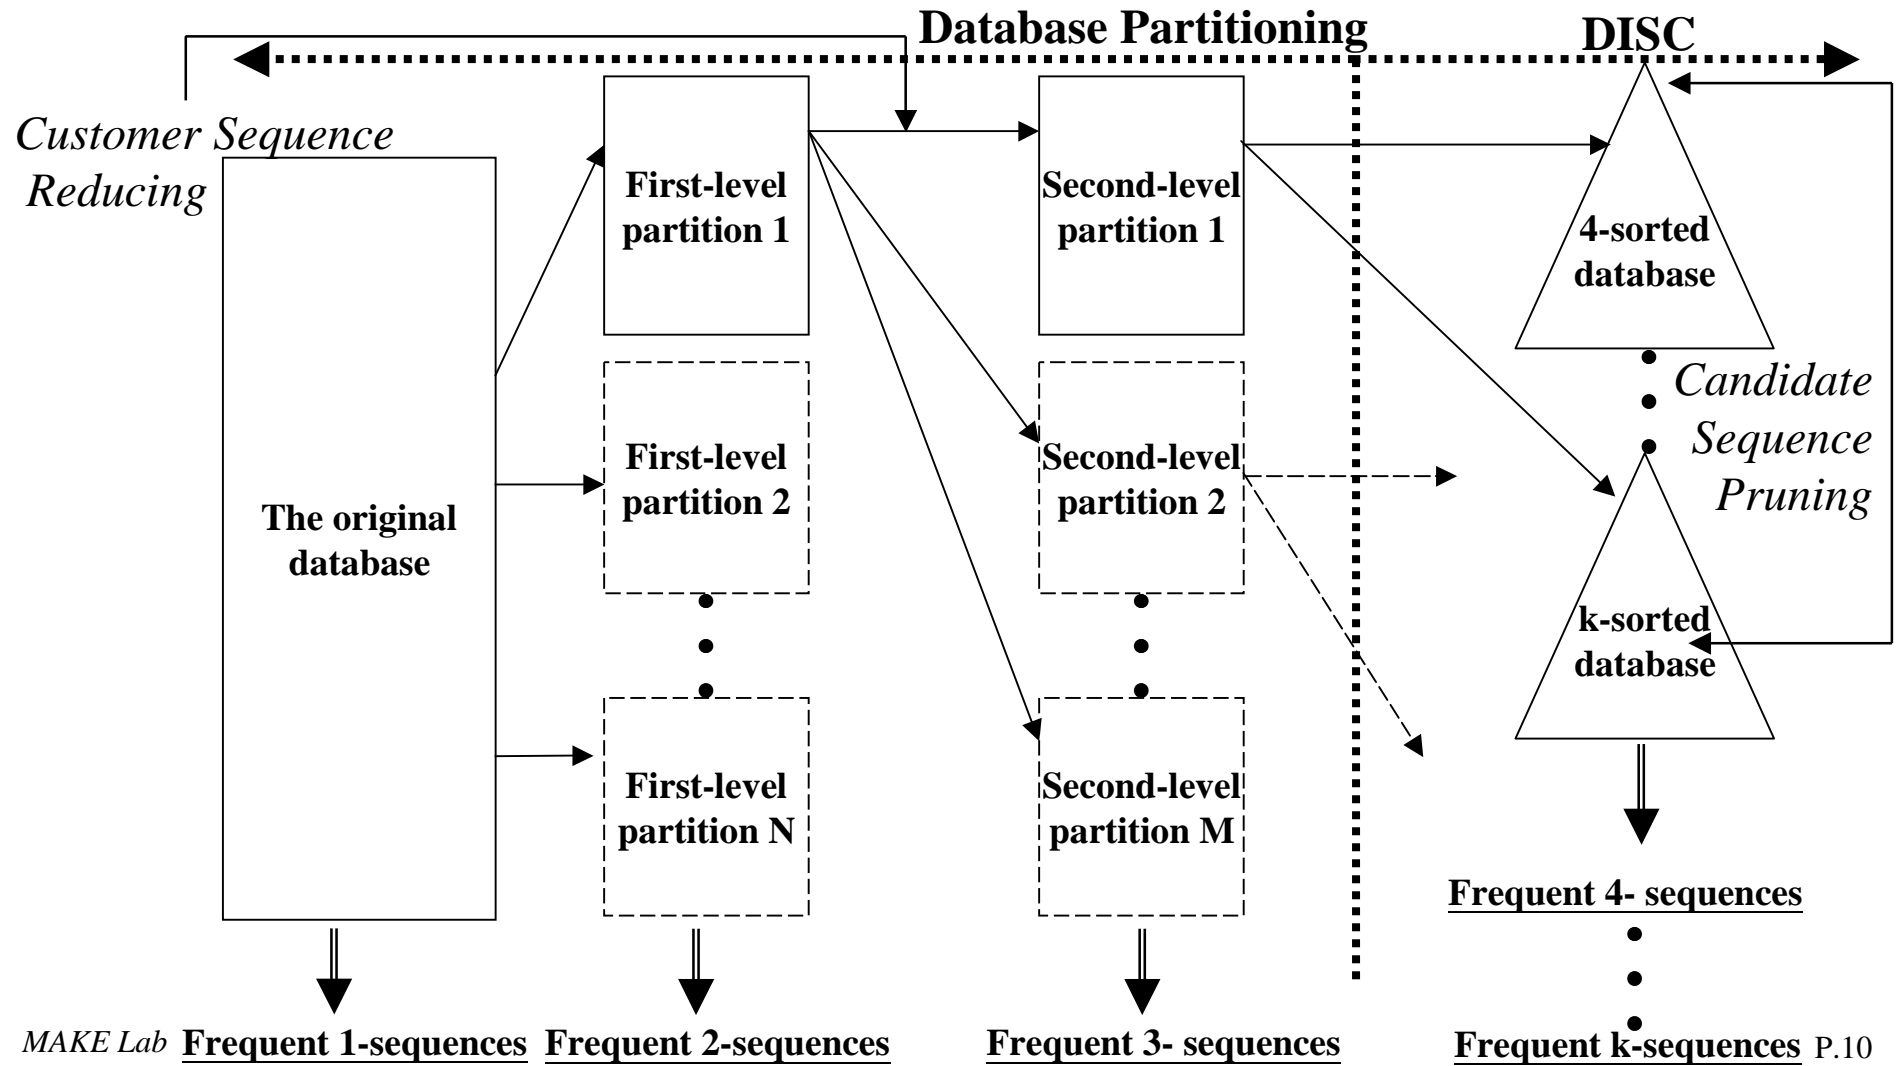 Database Partitioning
DISC
Customer Sequence
Reducing
The original
database
First-level
partition 1
First-level
partition 2
First-level
partition N
Second-level
partition 1
Second-level
partition 2
Second-level
partition M
4-sorted
database
Candidate
Sequence
Pruning
k-sorted
database
Frequent 4- sequences
MAKE Lab
Frequent 1-sequences
Frequent 2-sequences
Frequent 3- sequences
Frequent k-sequences
P.10